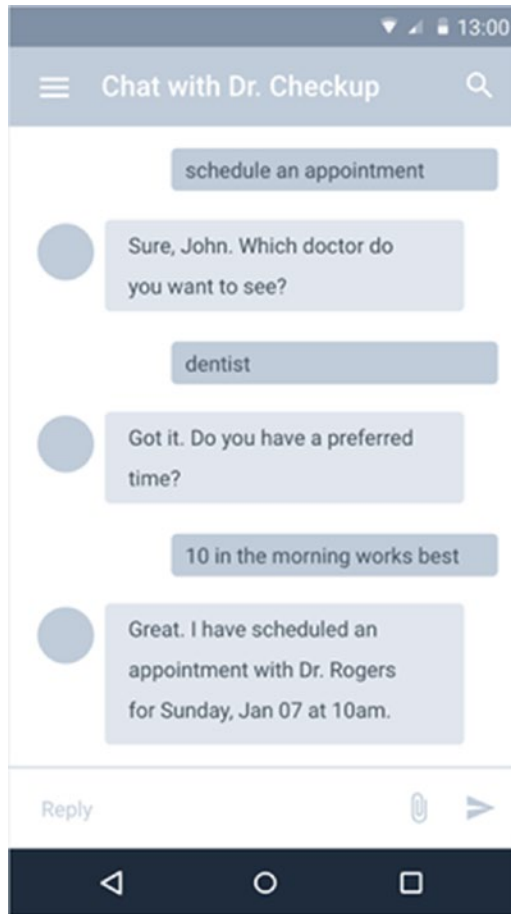 13:00
Chat with Dr. Checkup
schedule an appointment
Sure, John. Which doctor do
you want to see?
dentist
Got it. Do you have a preferred
time?
10 in the morning works best
Great. I have scheduled an
appointment with Dr. Rogers
for Sunday, Jan 07 at 10am.
Reply